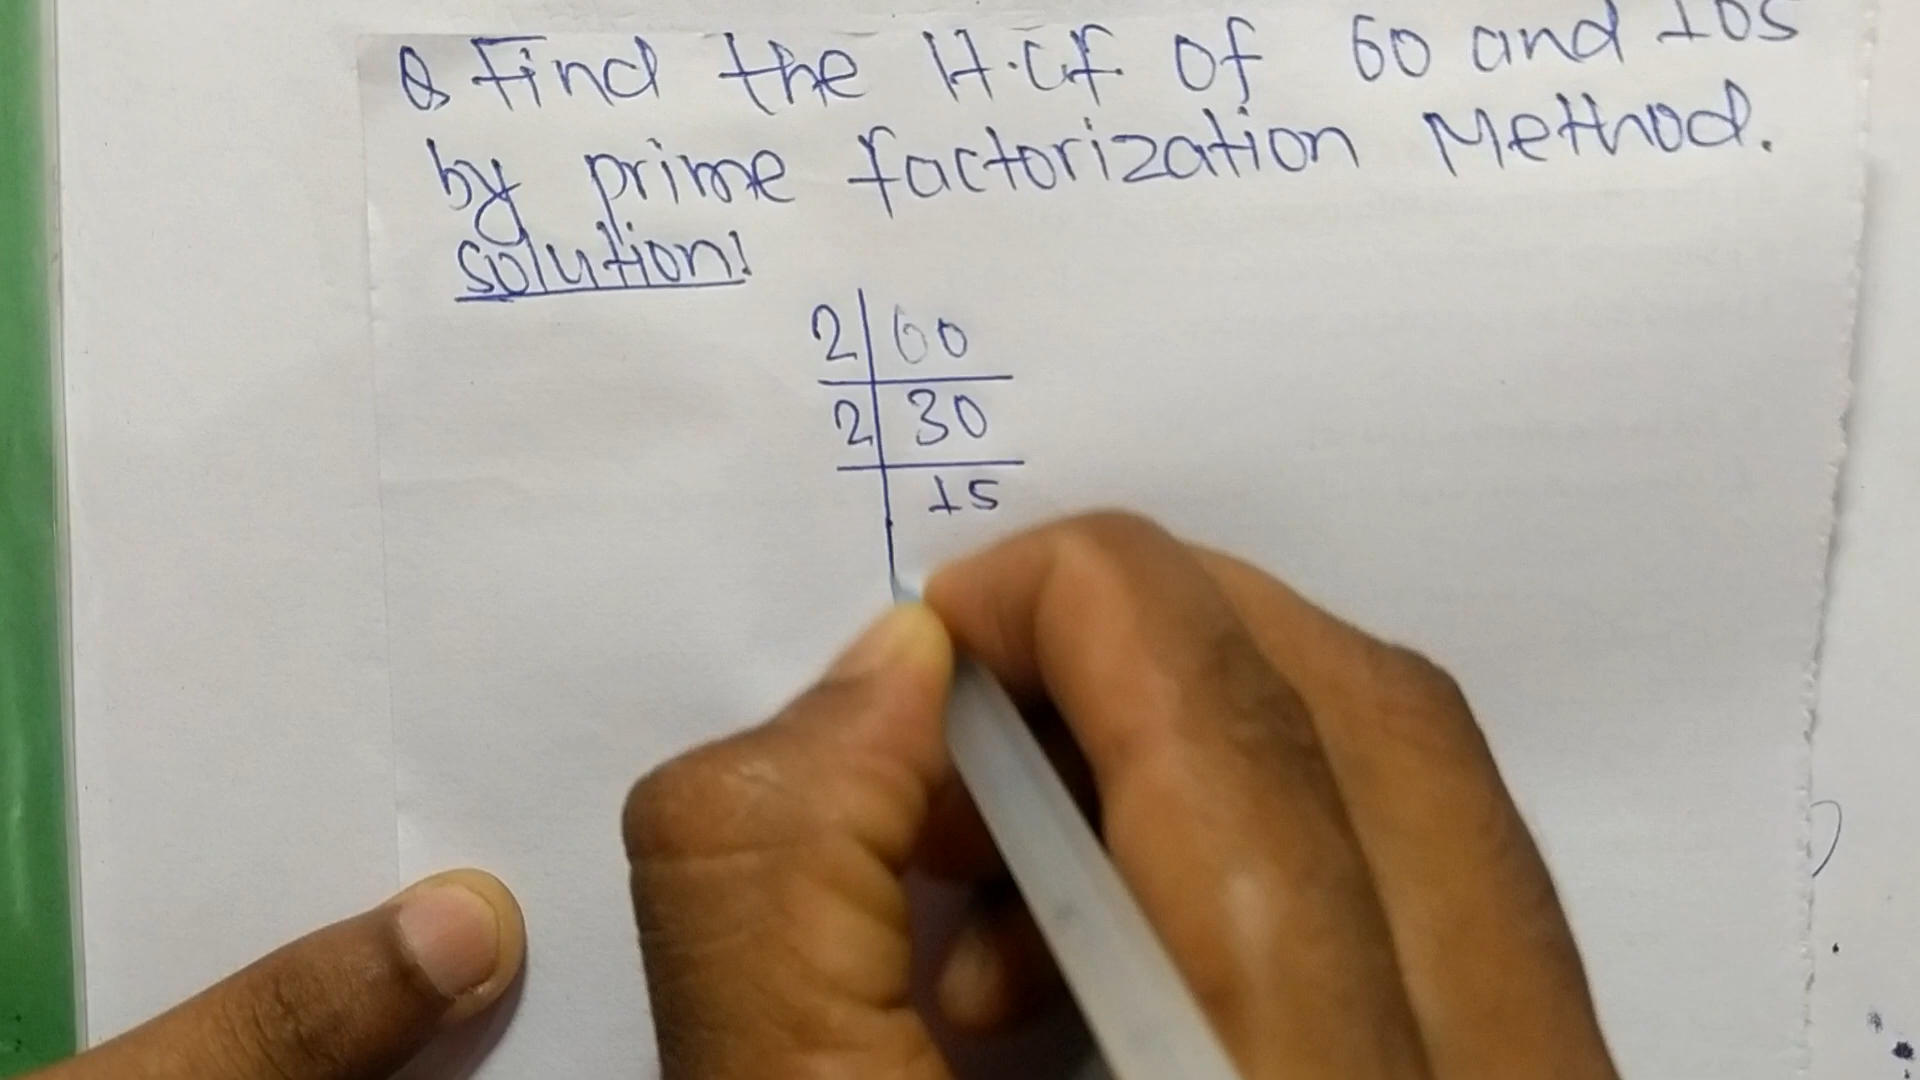 Q Find the H.C.F. of 60 and 105
by prime factorization Method.
solution:
2 60
2 30
15